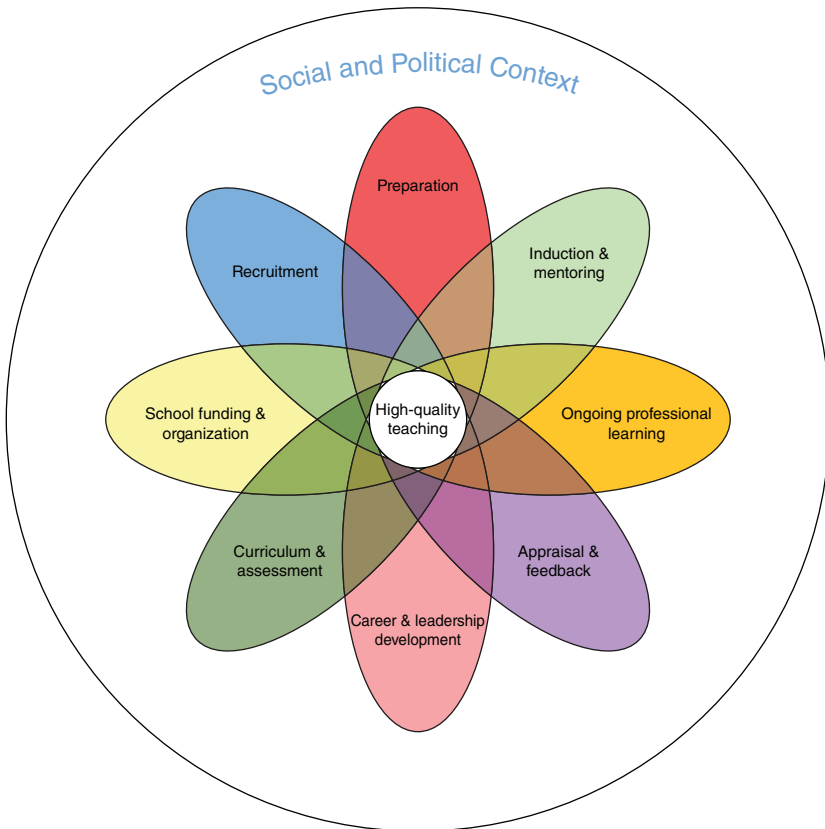 Social and Political Context
Preparation
Induction &
mentoring
Recruitment
School funding &
organization
High-quality
teaching
Ongoing professional
learning
Curriculum &
assessment
Appraisal &
feedback
Career & leadership
development